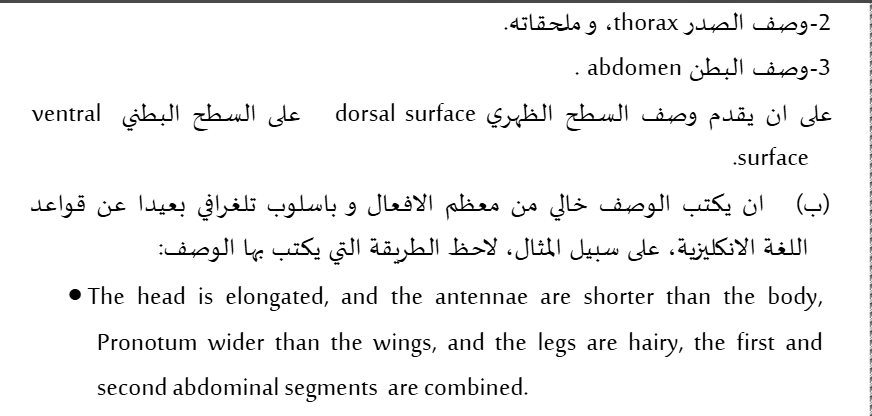 2-وصف الصدر thorax، و ملحقاته.
3-وصف البطن abdomen .
على ان يقدم وصف السطح الظهري dorsal surface على السطح البطني ventral
surface.
(ب) ان يكتب الوصف خالي من معظم الافعال و باسلوب تلغرافي بعيدا عن قواعد
اللغة الانكليزية، على سبيل المثال، لاحظ الطريقة التي يكتب بها الوصف:
• The head is elongated, and the antennae are shorter than the body,
Pronotum wider than the wings, and the legs are hairy, the first and
second abdominal segments are combined.